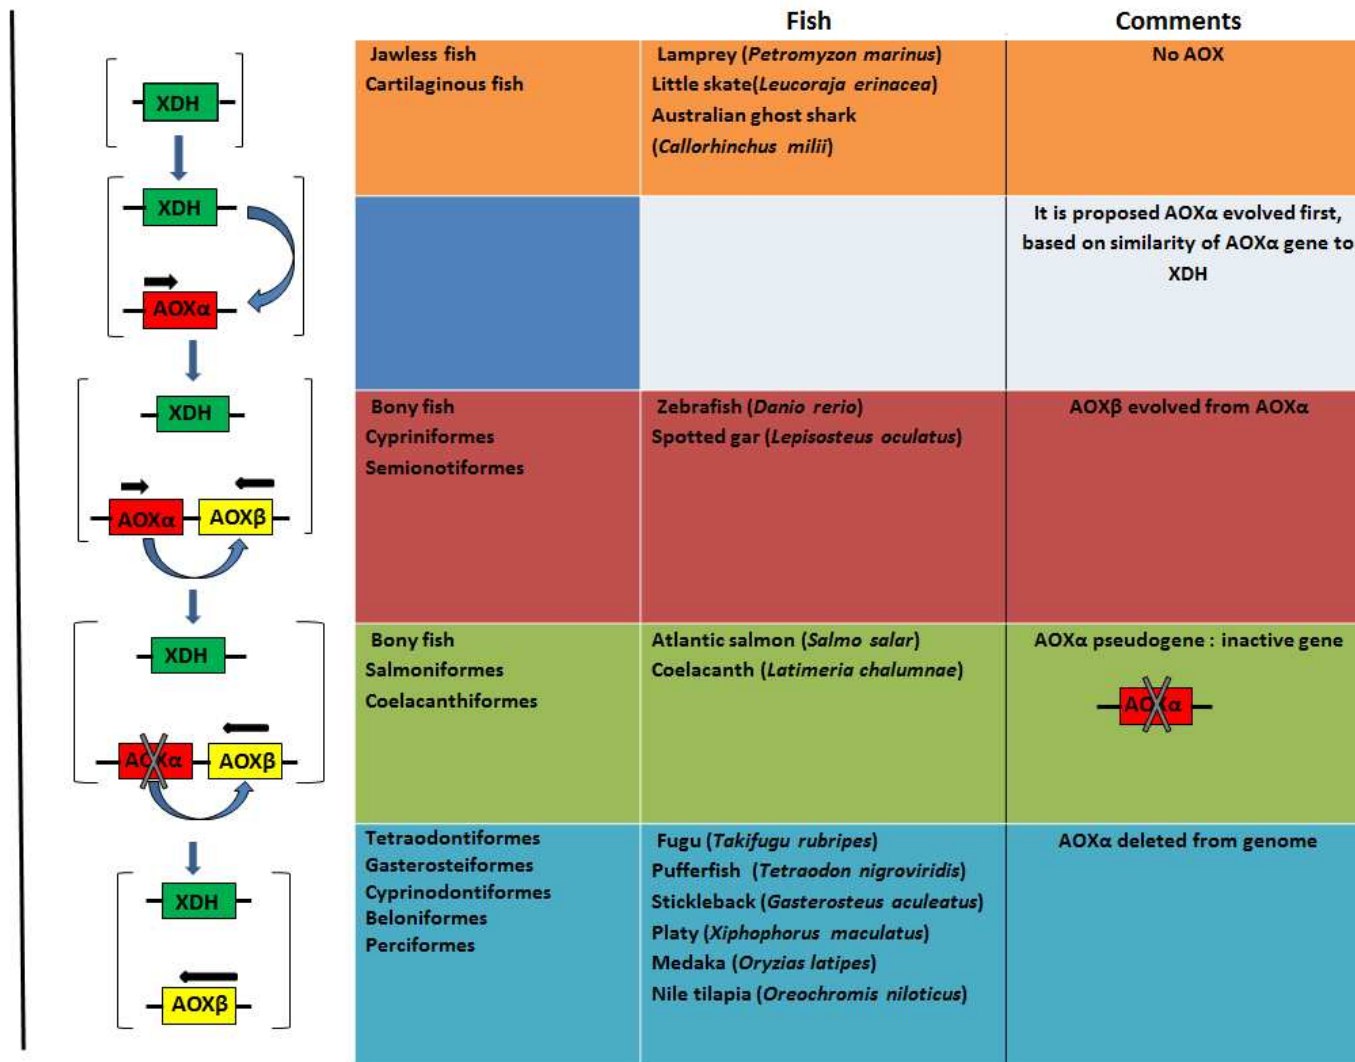 Fish Comments
XDH
Jawless fish
Cartilaginous fish
Lamprey (Petromyzon marinus)
Little skate(Leucoraja erinacea)
Australian ghost shark
(Callorhinchus milii)
No AOX
XDH
AOXα
It is proposed AOXα evolved first,
based on similarity of AOXα gene to
XDH
XDH
AOXα AOXβ
Bony fish
Cypriniformes
Semionotiformes
Zebrafish (Danio rerio)
Spotted gar (Lepisosteus oculatus)
AOXβ evolved from AOXα
XDH
AOXα AOXβ
Bony fish
Salmoniformes
Coelacanthiformes
Atlantic salmon (Salmo salar)
Coelacanth (Latimeria chalumnae)
AOXα pseudogene : inactive gene
AOXα
XDH
AOXβ
Tetraodontiformes
Gasterosteiformes
Cyprinodontiformes
Beloniformes
Perciformes
Fugu (Takifugu rubripes)
Pufferfish (Tetraodon nigroviridis)
Stickleback (Gasterosteus aculeatus)
Platy (Xiphophorus maculatus)
Medaka (Oryzias latipes)
Nile tilapia (Oreochromis niloticus)
AOXα deleted from genome